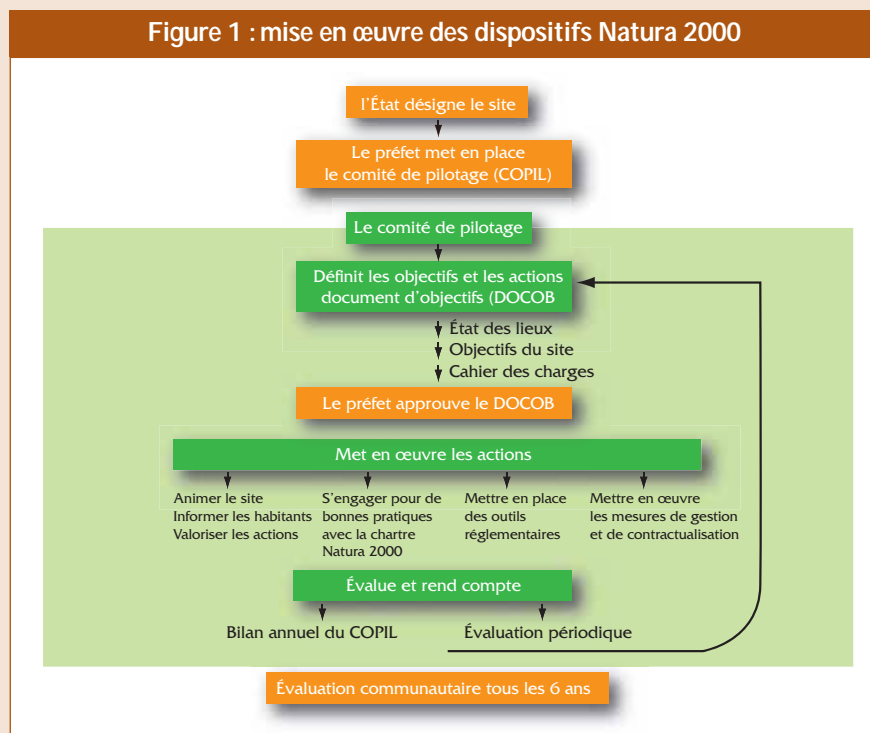 Figure 1 : mise en œuvre des dispositifs Natura 2000
l'État désigne le site
Le préfet met en place
le comité de pilotage (COPIL)
Le comité de pilotage
Définit les objectifs et les actions
document d'objectifs (DOCOB
État des lieux
Objectifs du site
Cahier des charges
Le préfet approuve le DOCOB
Met en œuvre les actions
Animer le site
Informer les habitants
Valoriser les actions
S'engager pour de
bonnes pratiques
avec la chartre
Natura 2000
Mettre en place
des outils
réglementaires
Mettre en œuvre
les mesures de gestion
et de contractualisation
Évalue et rend compte
Bilan annuel du COPIL
Évaluation périodique
Évaluation communautaire tous les 6 ans